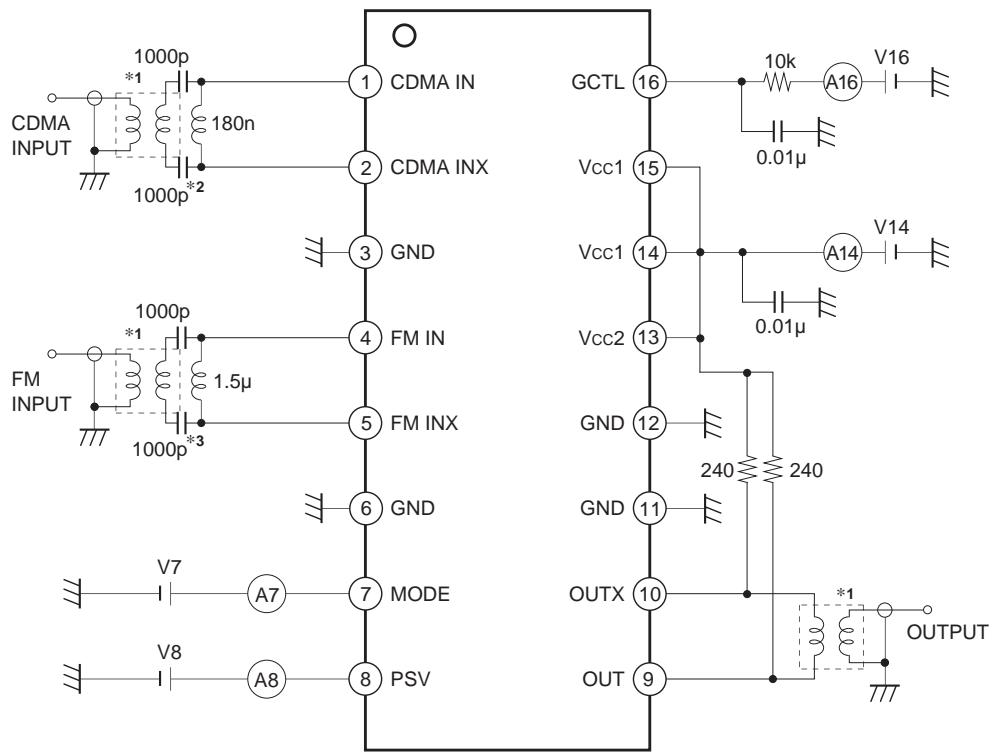 1000p
*1
CDMA
INPUT
180n
1000p*2
1 CDMA IN
2 CDMA INX
3 GND
1000p
*1
FM
INPUT
1.5µ
1000p*3
4 FM IN
5 FM INX
6 GND
V7
A7
7 MODE
V8
A8
8 PSV
GCTL 16
10k
A16
V16
0.01µ
Vcc1 15
Vcc1 14
A14
V14
0.01µ
Vcc2 13
GND 12
240
240
GND 11
OUTX 10
*1
OUTPUT
OUT 9